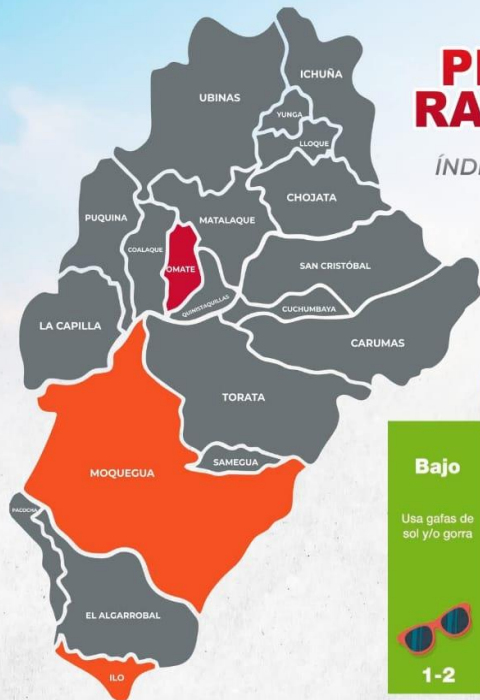 ICHUÑA
UBINAS
YUNGA
LLOQUE
CHOJATA
PUQUINA
MATALAQUE
COALAQUE
OMATE
SAN CRISTÓBAL
QUINISTAQUILLAS
CUCHUMBAYA
LA CAPILLA
CARUMAS
TORATA
SAMEGUA
MOQUEGUA
PACOCHA
EL ALGARROBAL
ILO
Bajo
Usa gafas de
sol y/o gorra
1-2